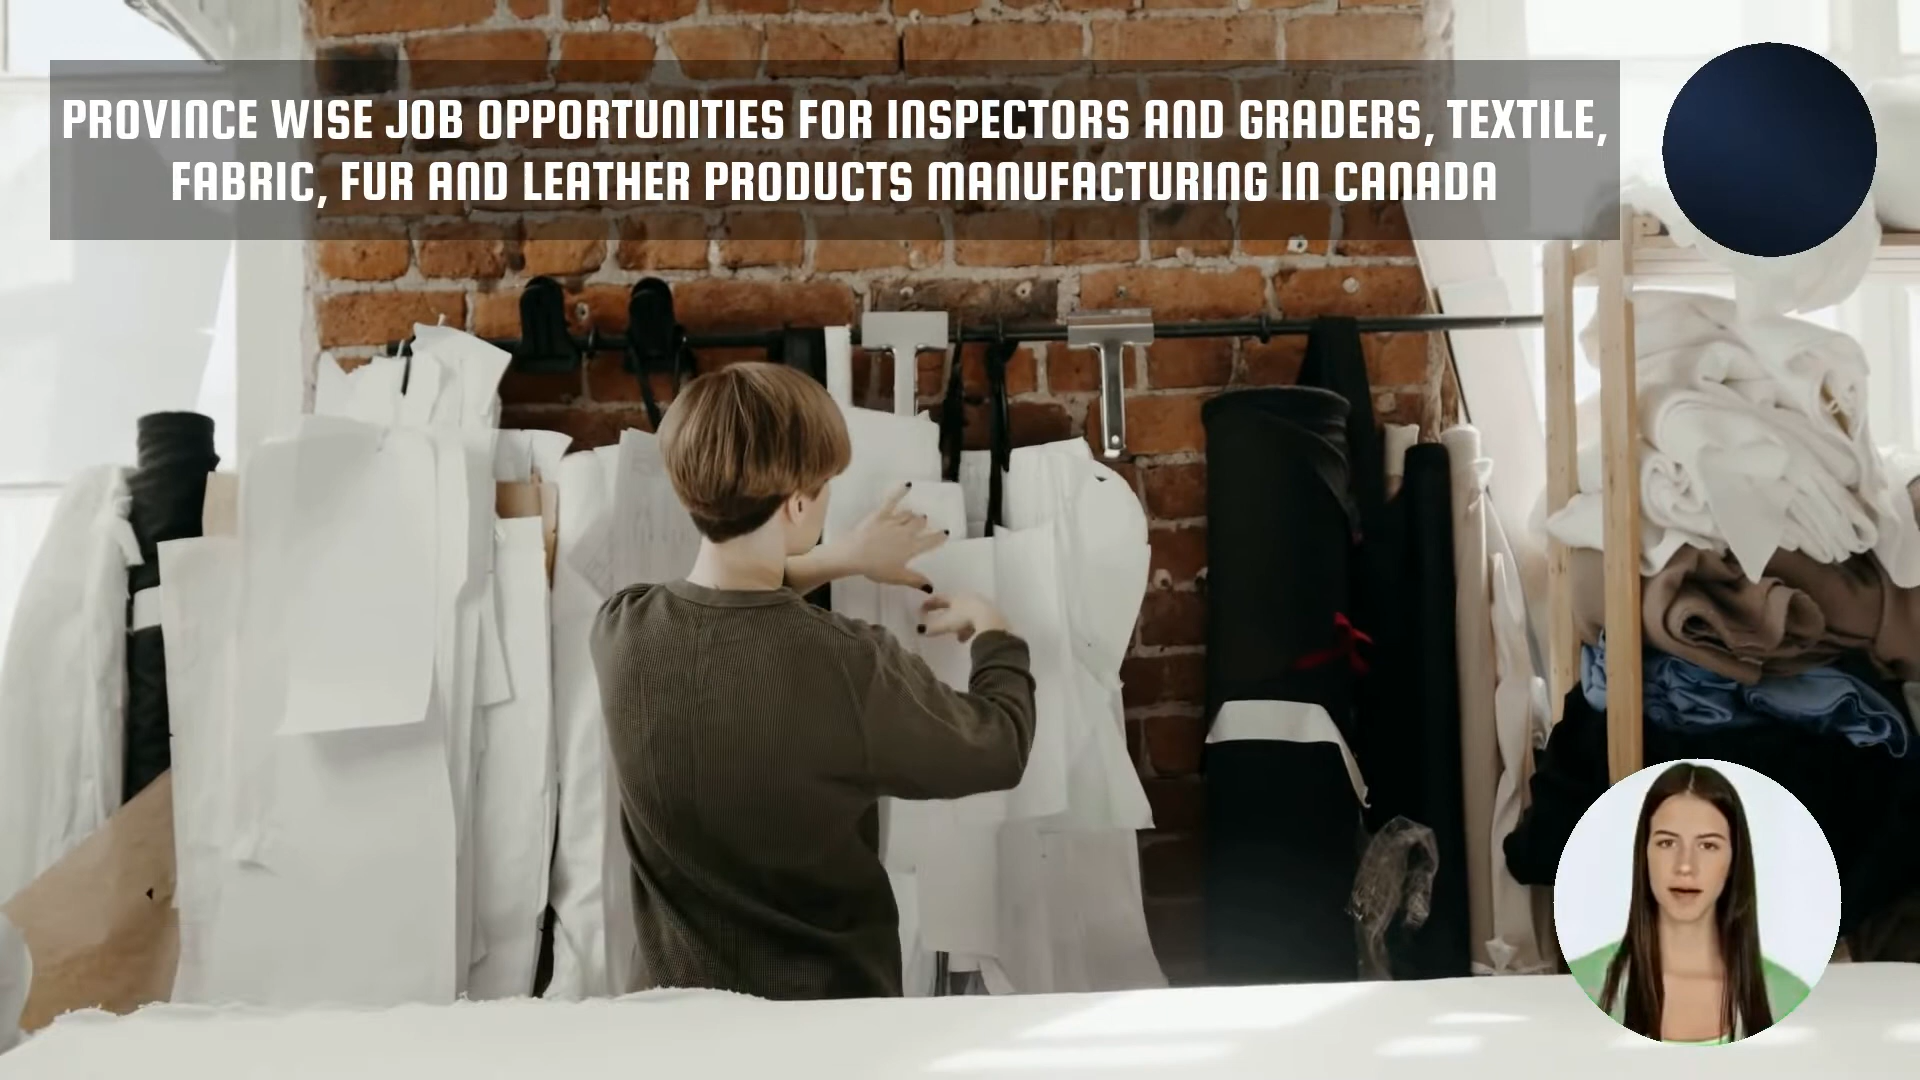 PROVINCE WISE JOB OPPORTUNITIES FOR INSPECTORS AND GRADERS, TEXTILE,
FABRIC, FUR AND LEATHER PRODUCTS MANUFACTURING IN CANADA